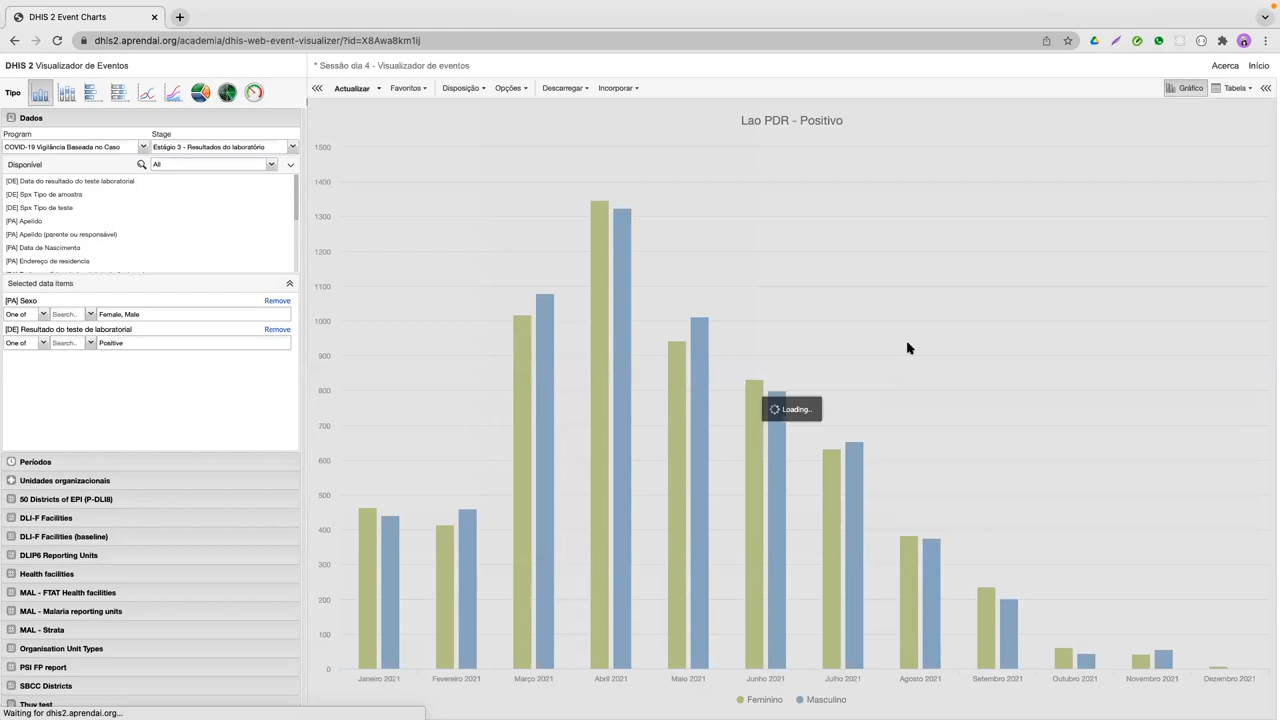 DHIS 2 Event Charts
dhis2.aprendai.org/academia/dhis-web-event-visualizer/?id=X8Awa8km1ij
DHIS 2 Visualizador de Eventos
* Sessão dia 4 - Visualizador de eventos
Acerca Início
Tipo
Actualizar Favoritos Disposição Opções Descarregar Incorporar
Gráfico Tabela
Dados
Program Stage
COVID-19 Vigilância Baseada no Caso Estágio 3 - Resultados do laboratório
Disponível All
[DE] Data do resultado do teste laboratorial
[DE] Spx Tipo de amostra
[DE] Spx Tipo de teste
[PA] Apelido
[PA] Apelido (parente ou responsável)
[PA] Data de Nascimento
[PA] Endereço de residencia
Selected data items
[PA] Sexo Remove
One of Search.. Female, Male
[DE] Resultado do teste de laboratorial Remove
One of Search.. Positive
Períodos
Unidades organizacionais
50 Districts of EPI (P-DLI8)
DLI-F Facilities
DLI-F Facilities (baseline)
DLIP6 Reporting Units
Health facilities
MAL - FTAT Health facilities
MAL - Malaria reporting units
MAL - Strata
Organisation Unit Types
PSI FP report
SBCC Districts
Thuy test
Waiting for dhis2.aprendai.org...
Lao PDR - Positivo
1500
1400
1300
1200
1100
1000
900
800
700
600
500
400
300
200
100
0
Loading..
Janeiro 2021 Fevereiro 2021 Março 2021 Abril 2021 Maio 2021 Junho 2021 Julho 2021 Agosto 2021 Setembro 2021 Outubro 2021 Novembro 2021 Dezembro 2021
Feminino Masculino